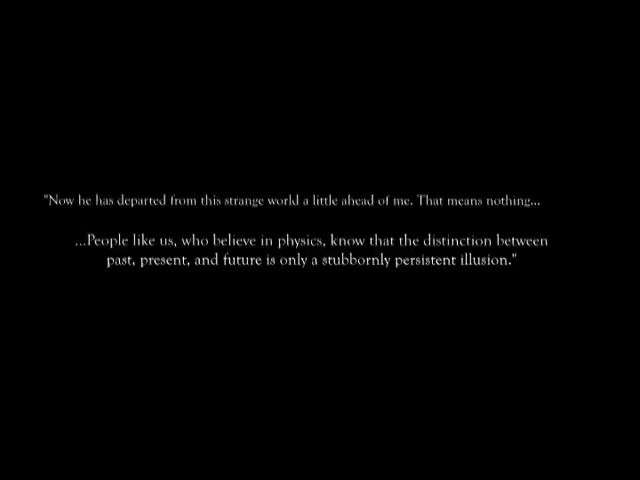 "Now he has departed from this strange world a little ahead of me. That means nothing...
...People like us, who believe in physics, know that the distinction between
past, present, and future is only a stubbornly persistent illusion."